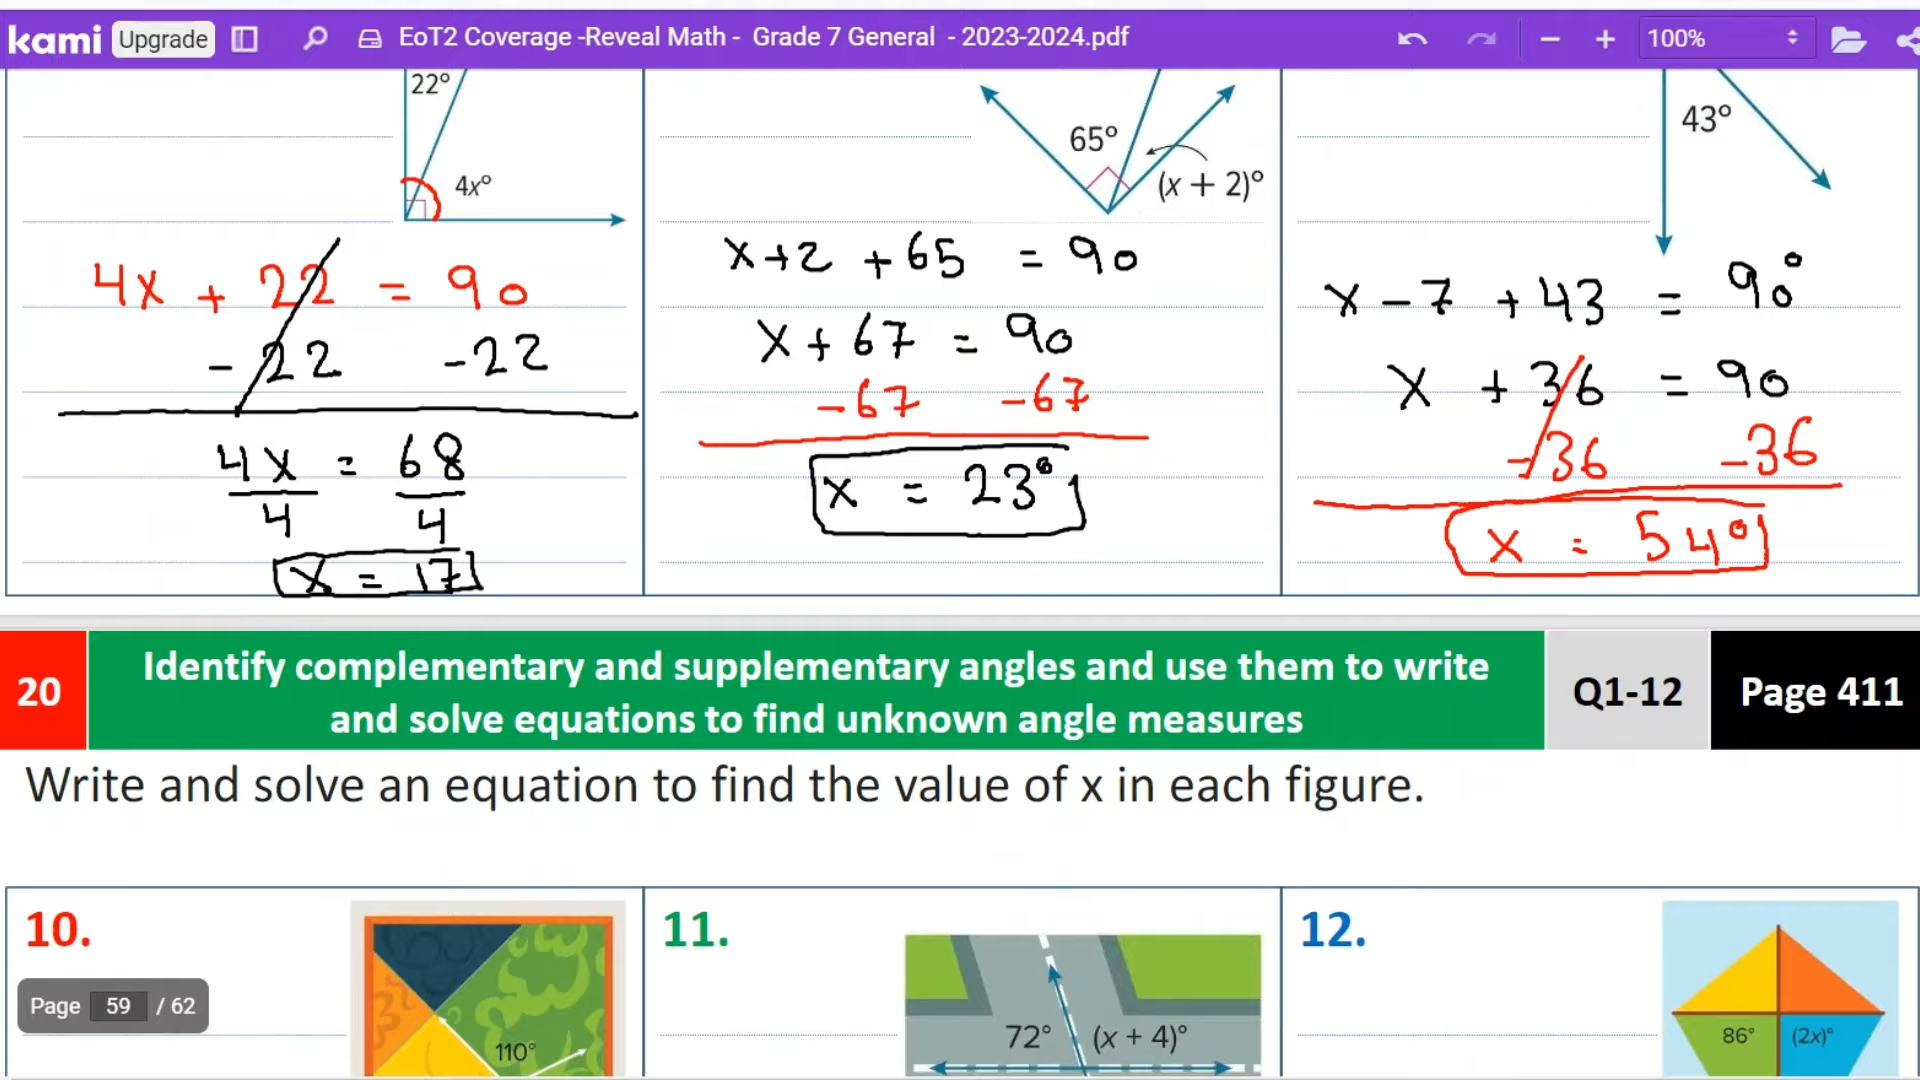 kami Upgrade EoT2 Coverage -Reveal Math - Grade 7 General - 2023-2024.pdf 100%
22°
4x°
4x + 22 = 90
- 22 -22
4x = 68
4 4
x = 17
65°
(x + 2)°
x+2 +65 = 90
x + 67 = 90
-67 -67
x = 23°
43°
x - 7 + 43 = 90°
x + 36 = 90
-36 -36
x = 54°
20
Identify complementary and supplementary angles and use them to write
and solve equations to find unknown angle measures
Q1-12
Page 411
Write and solve an equation to find the value of x in each figure.
10.
110°
11.
72° (x + 4)°
12.
86° (2x)°
Page 59 / 62